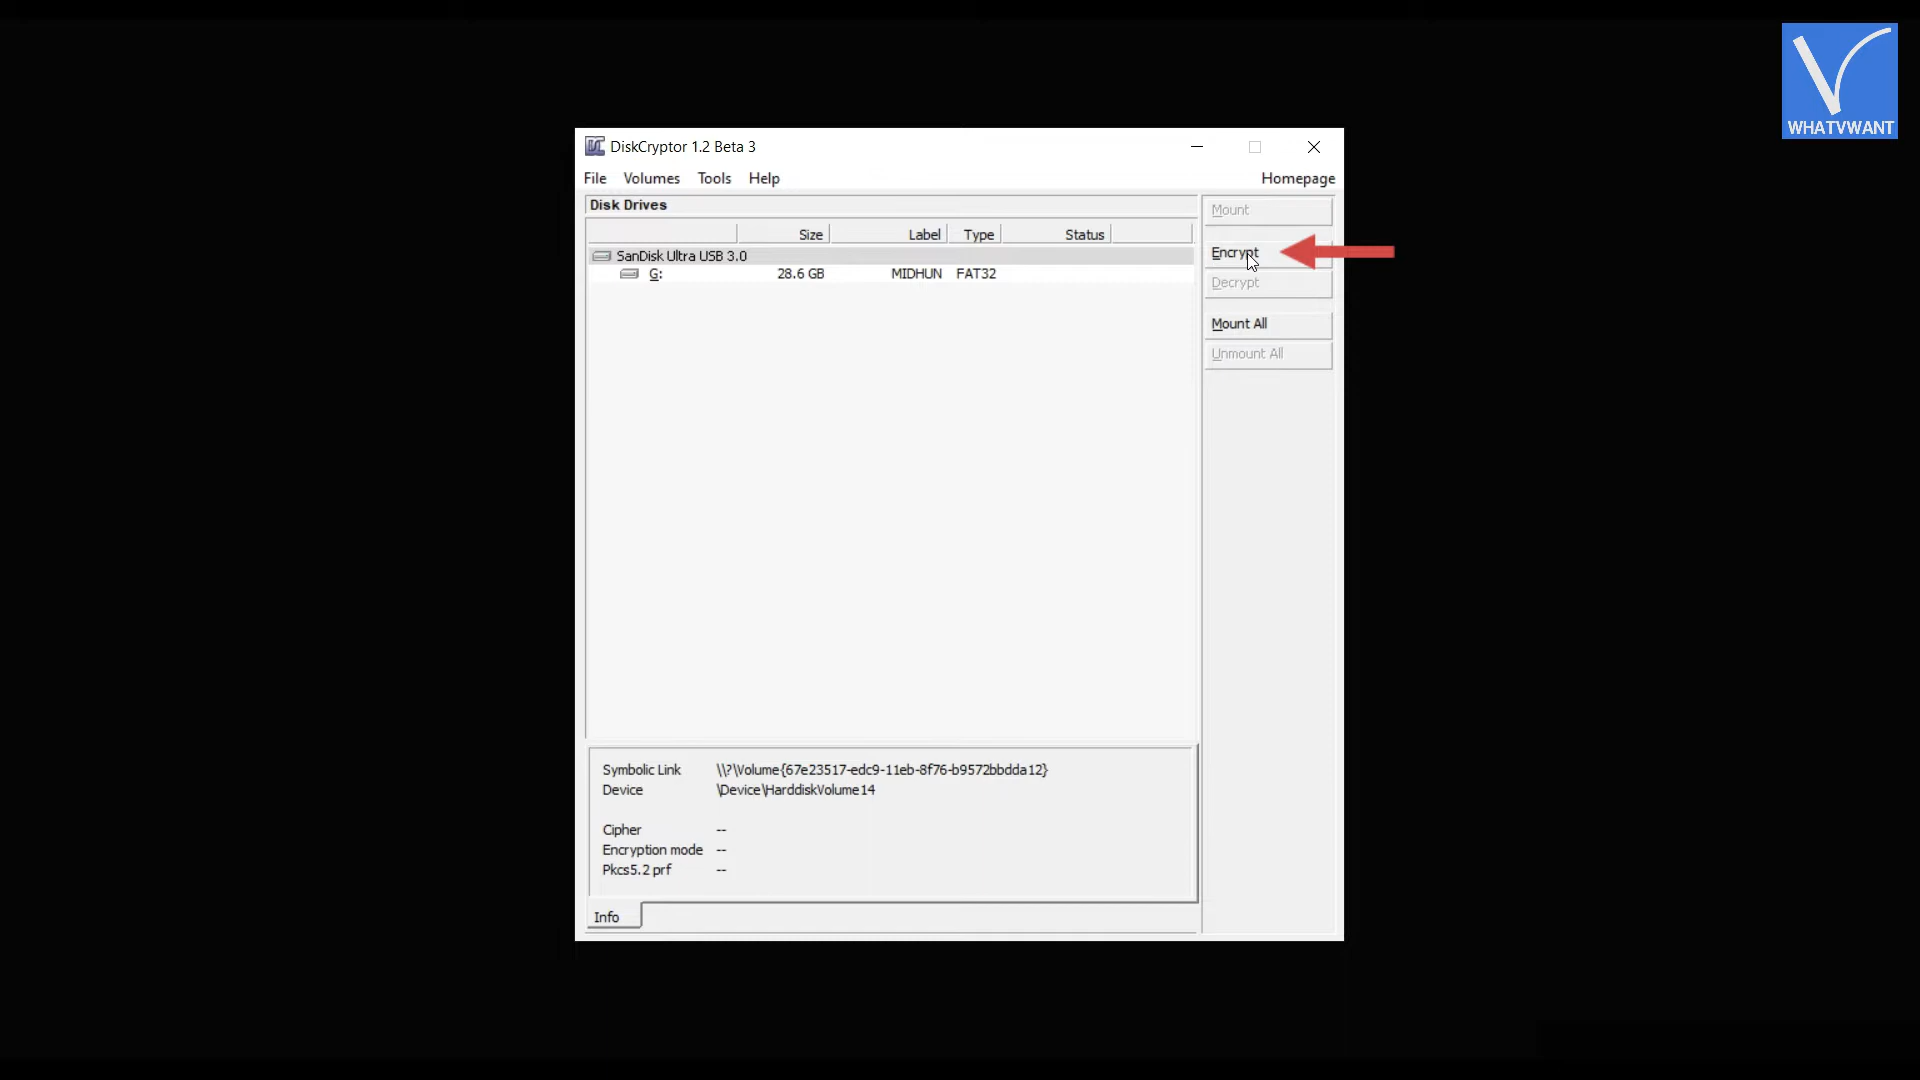 WHATVWANT
DiskCryptor 1.2 Beta 3
File Volumes Tools Help Homepage
Disk Drives
Size Label Type Status
SanDisk Ultra USB 3.0
G: 28.6 GB MIDHUN FAT32
Mount
Encrypt
Decrypt
Mount All
Unmount All
Symbolic Link \\?\Volume{67e23517-edc9-11eb-8f76-b9572bbdda12}
Device \Device\HarddiskVolume14
Cipher --
Encryption mode --
Pkcs5.2 prf --
Info